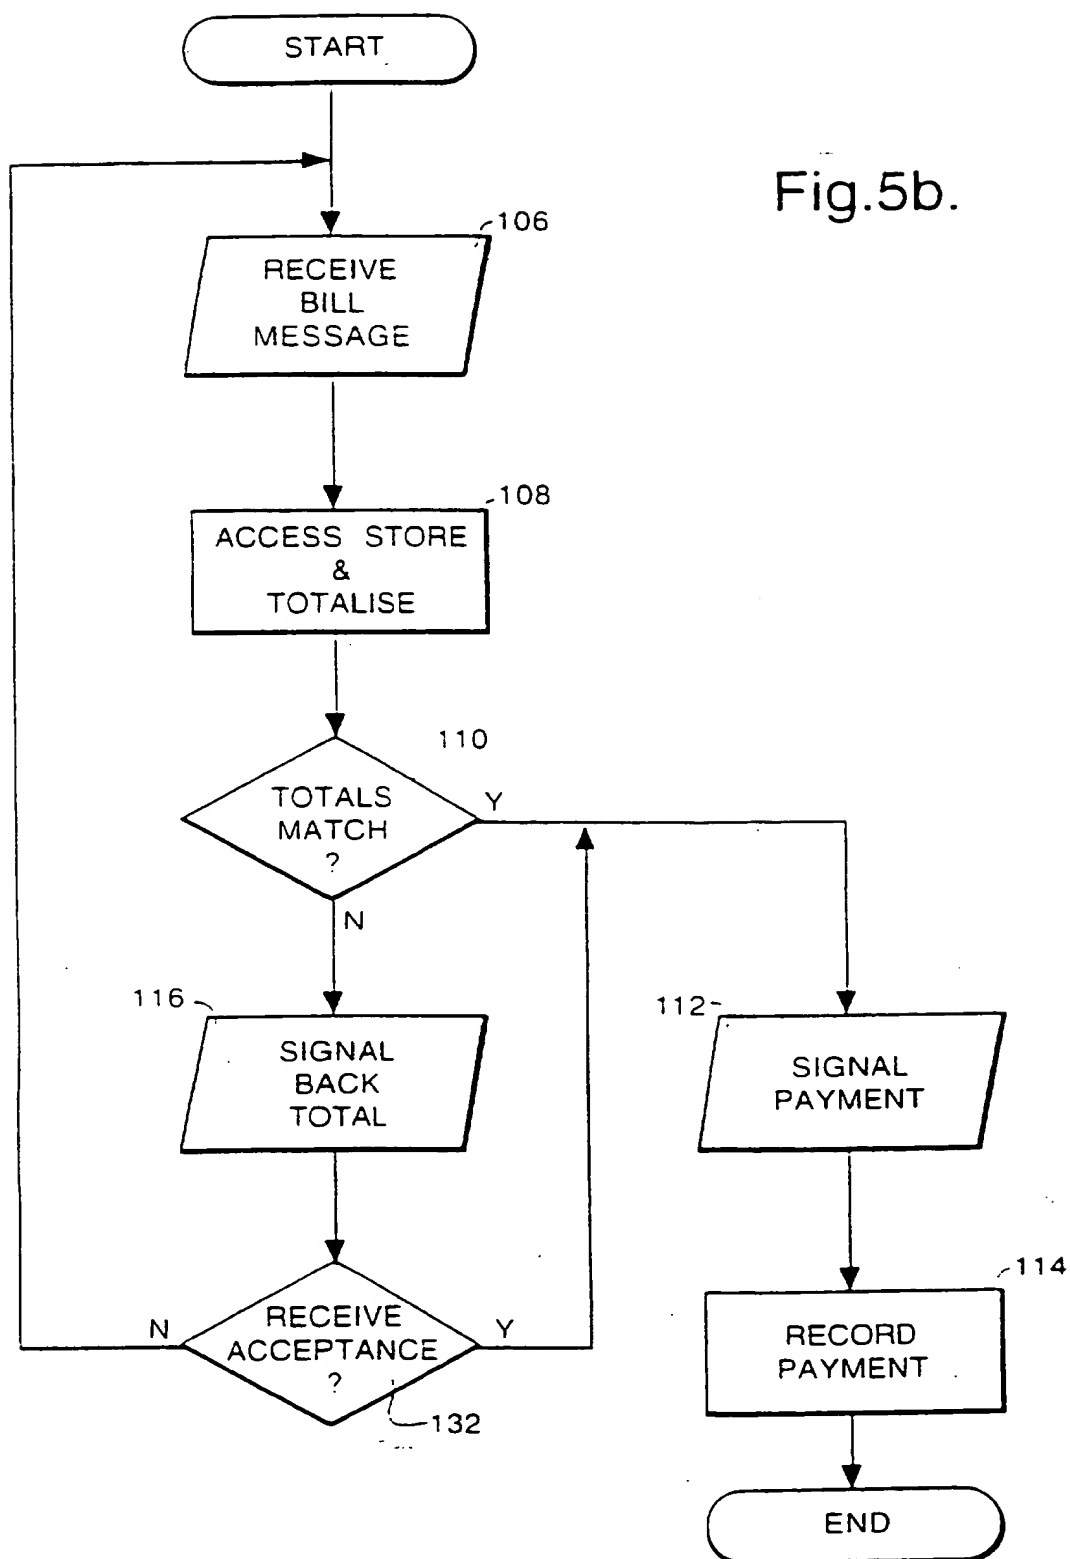 START
Fig.5b.
106
RECEIVE
BILL
MESSAGE
108
ACCESS STORE
&
TOTALISE
110
TOTALS
MATCH
?
Y
N
116
SIGNAL
BACK
TOTAL
112
SIGNAL
PAYMENT
114
RECORD
PAYMENT
N
RECEIVE
ACCEPTANCE
?
Y
132
END